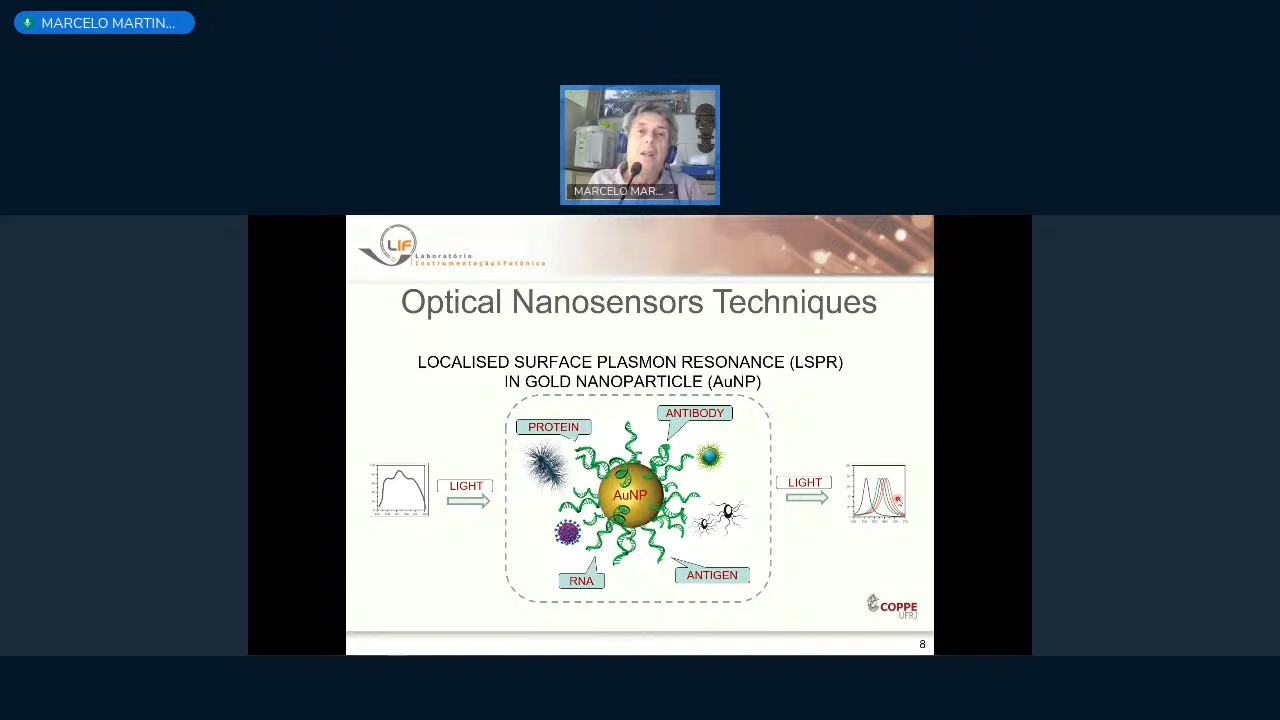 MARCELO MARTIN...
MARCELO MAR...
LIF
Laboratório
Instrumentação&Fotônica
Optical Nanosensors Techniques
LOCALISED SURFACE PLASMON RESONANCE (LSPR)
IN GOLD NANOPARTICLE (AuNP)
PROTEIN
ANTIBODY
LIGHT
AuNP
LIGHT
RNA
ANTIGEN
COPPE
UFRJ
8